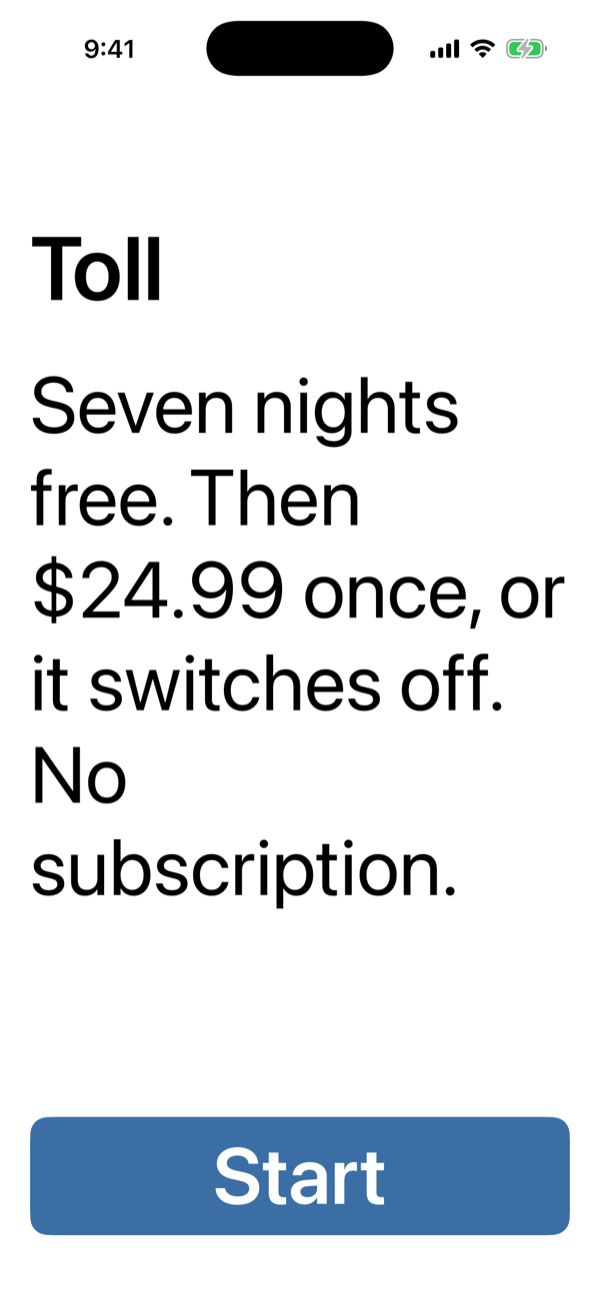 9:41
Toll
Seven nights
free. Then
$24.99 once, or
it switches off.
No
subscription.
Start